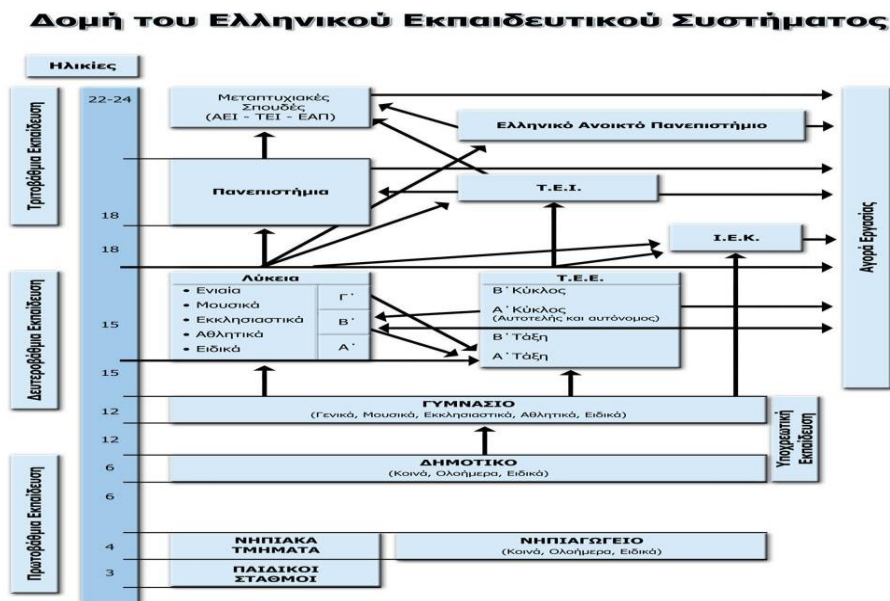 Δομή του Ελληνικού Εκπαιδευτικού Συστήματος
Ηλικίες
22-24
Μεταπτυχιακές
Σπουδές
(ΑΕΙ - ΤΕΙ - ΕΑΠ)
Ελληνικό Ανοικτό Πανεπιστήμιο
Τριτοβάθμια Εκπαίδευση
Πανεπιστήμια
Τ.Ε.Ι.
18
Ι.Ε.Κ.
18
Αγορά Εργασίας
Λύκεια
• Ενιαία
• Μουσικά
• Εκκλησιαστικά
• Αθλητικά
• Ειδικά
Γ΄
Β΄
Α΄
Τ.Ε.Ε.
Β΄ Κύκλος
Α΄ Κύκλος
(Αυτοτελής και αυτόνομος)
Β΄ Τάξη
Α΄ Τάξη
Δευτεροβάθμια Εκπαίδευση
15
15
12
ΓΥΜΝΑΣΙΟ
(Γενικά, Μουσικά, Εκκλησιαστικά, Αθλητικά, Ειδικά)
Υποχρεωτική
Εκπαίδευση
12
6
ΔΗΜΟΤΙΚΟ
(Κοινά, Ολοήμερα, Ειδικά)
6
Πρωτοβάθμια Εκπαίδευση
4
ΝΗΠΙΑΚΑ
ΤΜΗΜΑΤΑ
ΝΗΠΙΑΓΩΓΕΙΟ
(Κοινά, Ολοήμερα, Ειδικά)
3
ΠΑΙΔΙΚΟΙ
ΣΤΑΘΜΟΙ